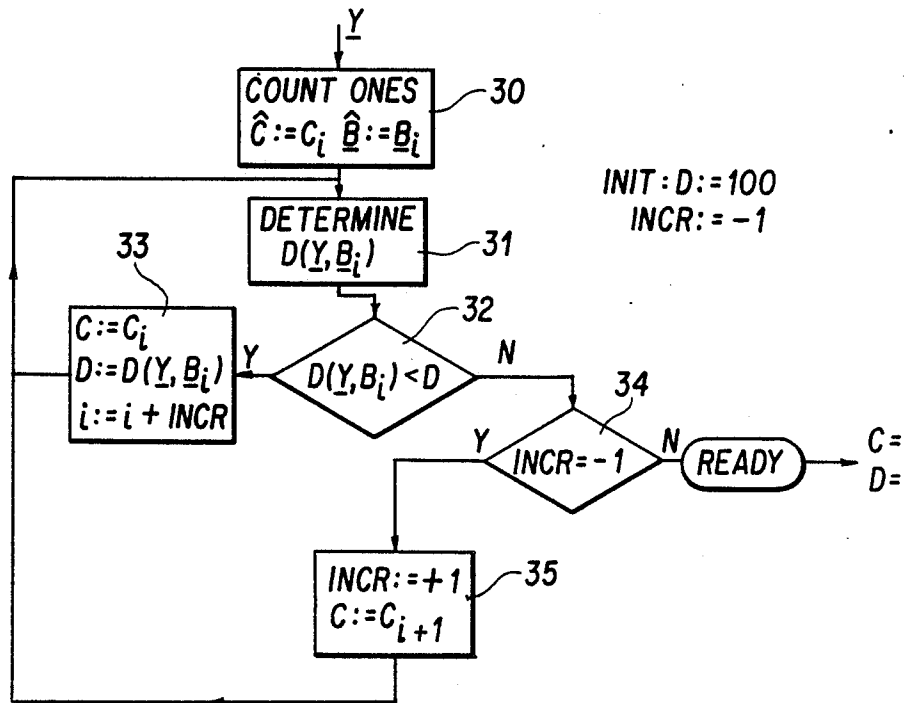 Y
COUNT ONES
Ĉ:=C_i B̂:=B_i
30
INIT: D:=100
INCR:=-1
DETERMINE
D(Y,B_i)
31
33
C:=C_i
D:=D(Y,B_i)
i:=i+INCR
32
Y
D(Y,B_i)<D
N
34
Y
INCR=-1
N
READY
C=
D=
INCR:=+1
C:=C_{i+1}
35